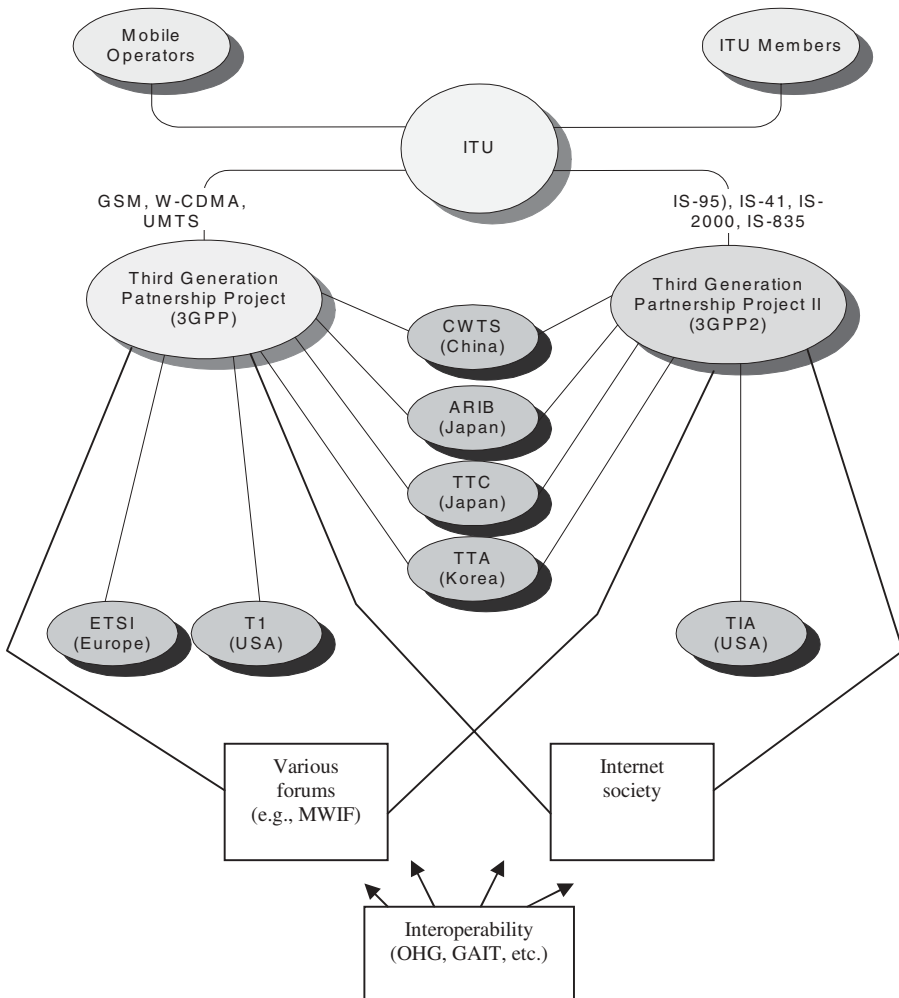 Mobile
Operators
ITU Members
ITU
GSM, W-CDMA,
UMTS
IS-95), IS-41, IS-
2000, IS-835
Third Generation
Patnership Project
(3GPP)
Third Generation
Partnership Project II
(3GPP2)
CWTS
(China)
ARIB
(Japan)
TTC
(Japan)
TTA
(Korea)
ETSI
(Europe)
T1
(USA)
TIA
(USA)
Various
forums
(e.g., MWIF)
Internet
society
Interoperability
(OHG, GAIT, etc.)